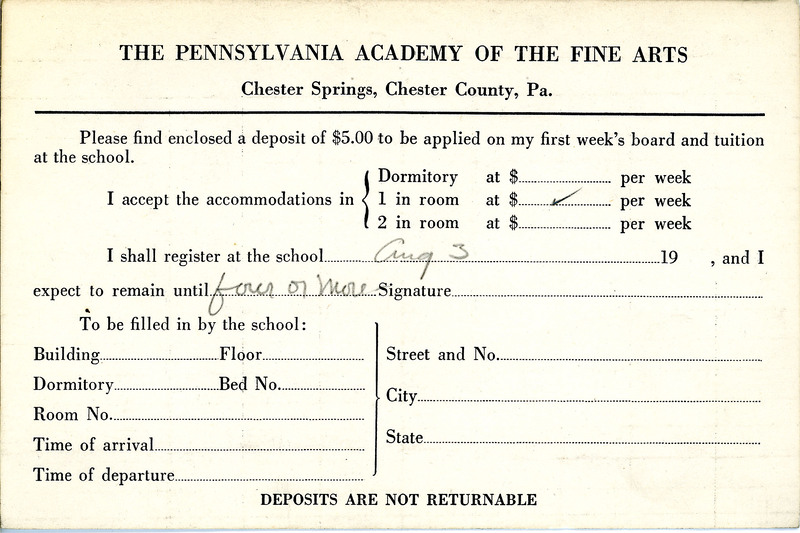 THE PENNSYLVANIA ACADEMY OF THE FINE ARTS
Chester Springs, Chester County, Pa.
Please find enclosed a deposit of $5.00 to be applied on my first week's board and tuition
at the school.
Dormitory at $ per week
I accept the accommodations in 1 in room at $ ✓ per week
2 in room at $ per week
I shall register at the school Aug 3 19 , and I
expect to remain until four or more Signature
To be filled in by the school:
Building Floor
Dormitory Bed No.
Room No.
Time of arrival
Time of departure
Street and No.
City
State
DEPOSITS ARE NOT RETURNABLE